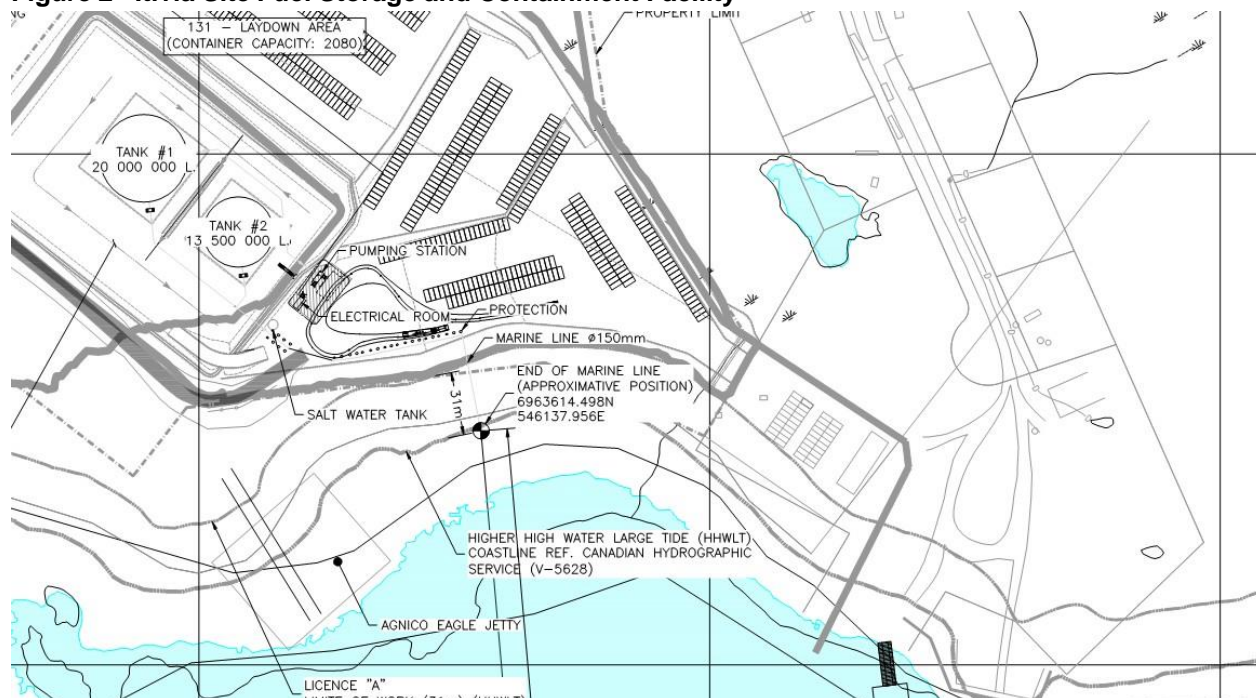 NG
131 – LAYDOWN AREA
(CONTAINER CAPACITY: 2080)
PROPERTY LIMIT
TANK #1
20 000 000 L.
TANK #2
13 500 000 L.
PUMPING STATION
ELECTRICAL ROOM
PROTECTION
MARINE LINE ø150mm
END OF MARINE LINE
(APPROXIMATIVE POSITION)
6963614.498N
546137.956E
31m
SALT WATER TANK
HIGHER HIGH WATER LARGE TIDE (HHWLT)
COASTLINE REF. CANADIAN HYDROGRAPHIC
SERVICE (V-5628)
AGNICO EAGLE JETTY
LICENCE "A"